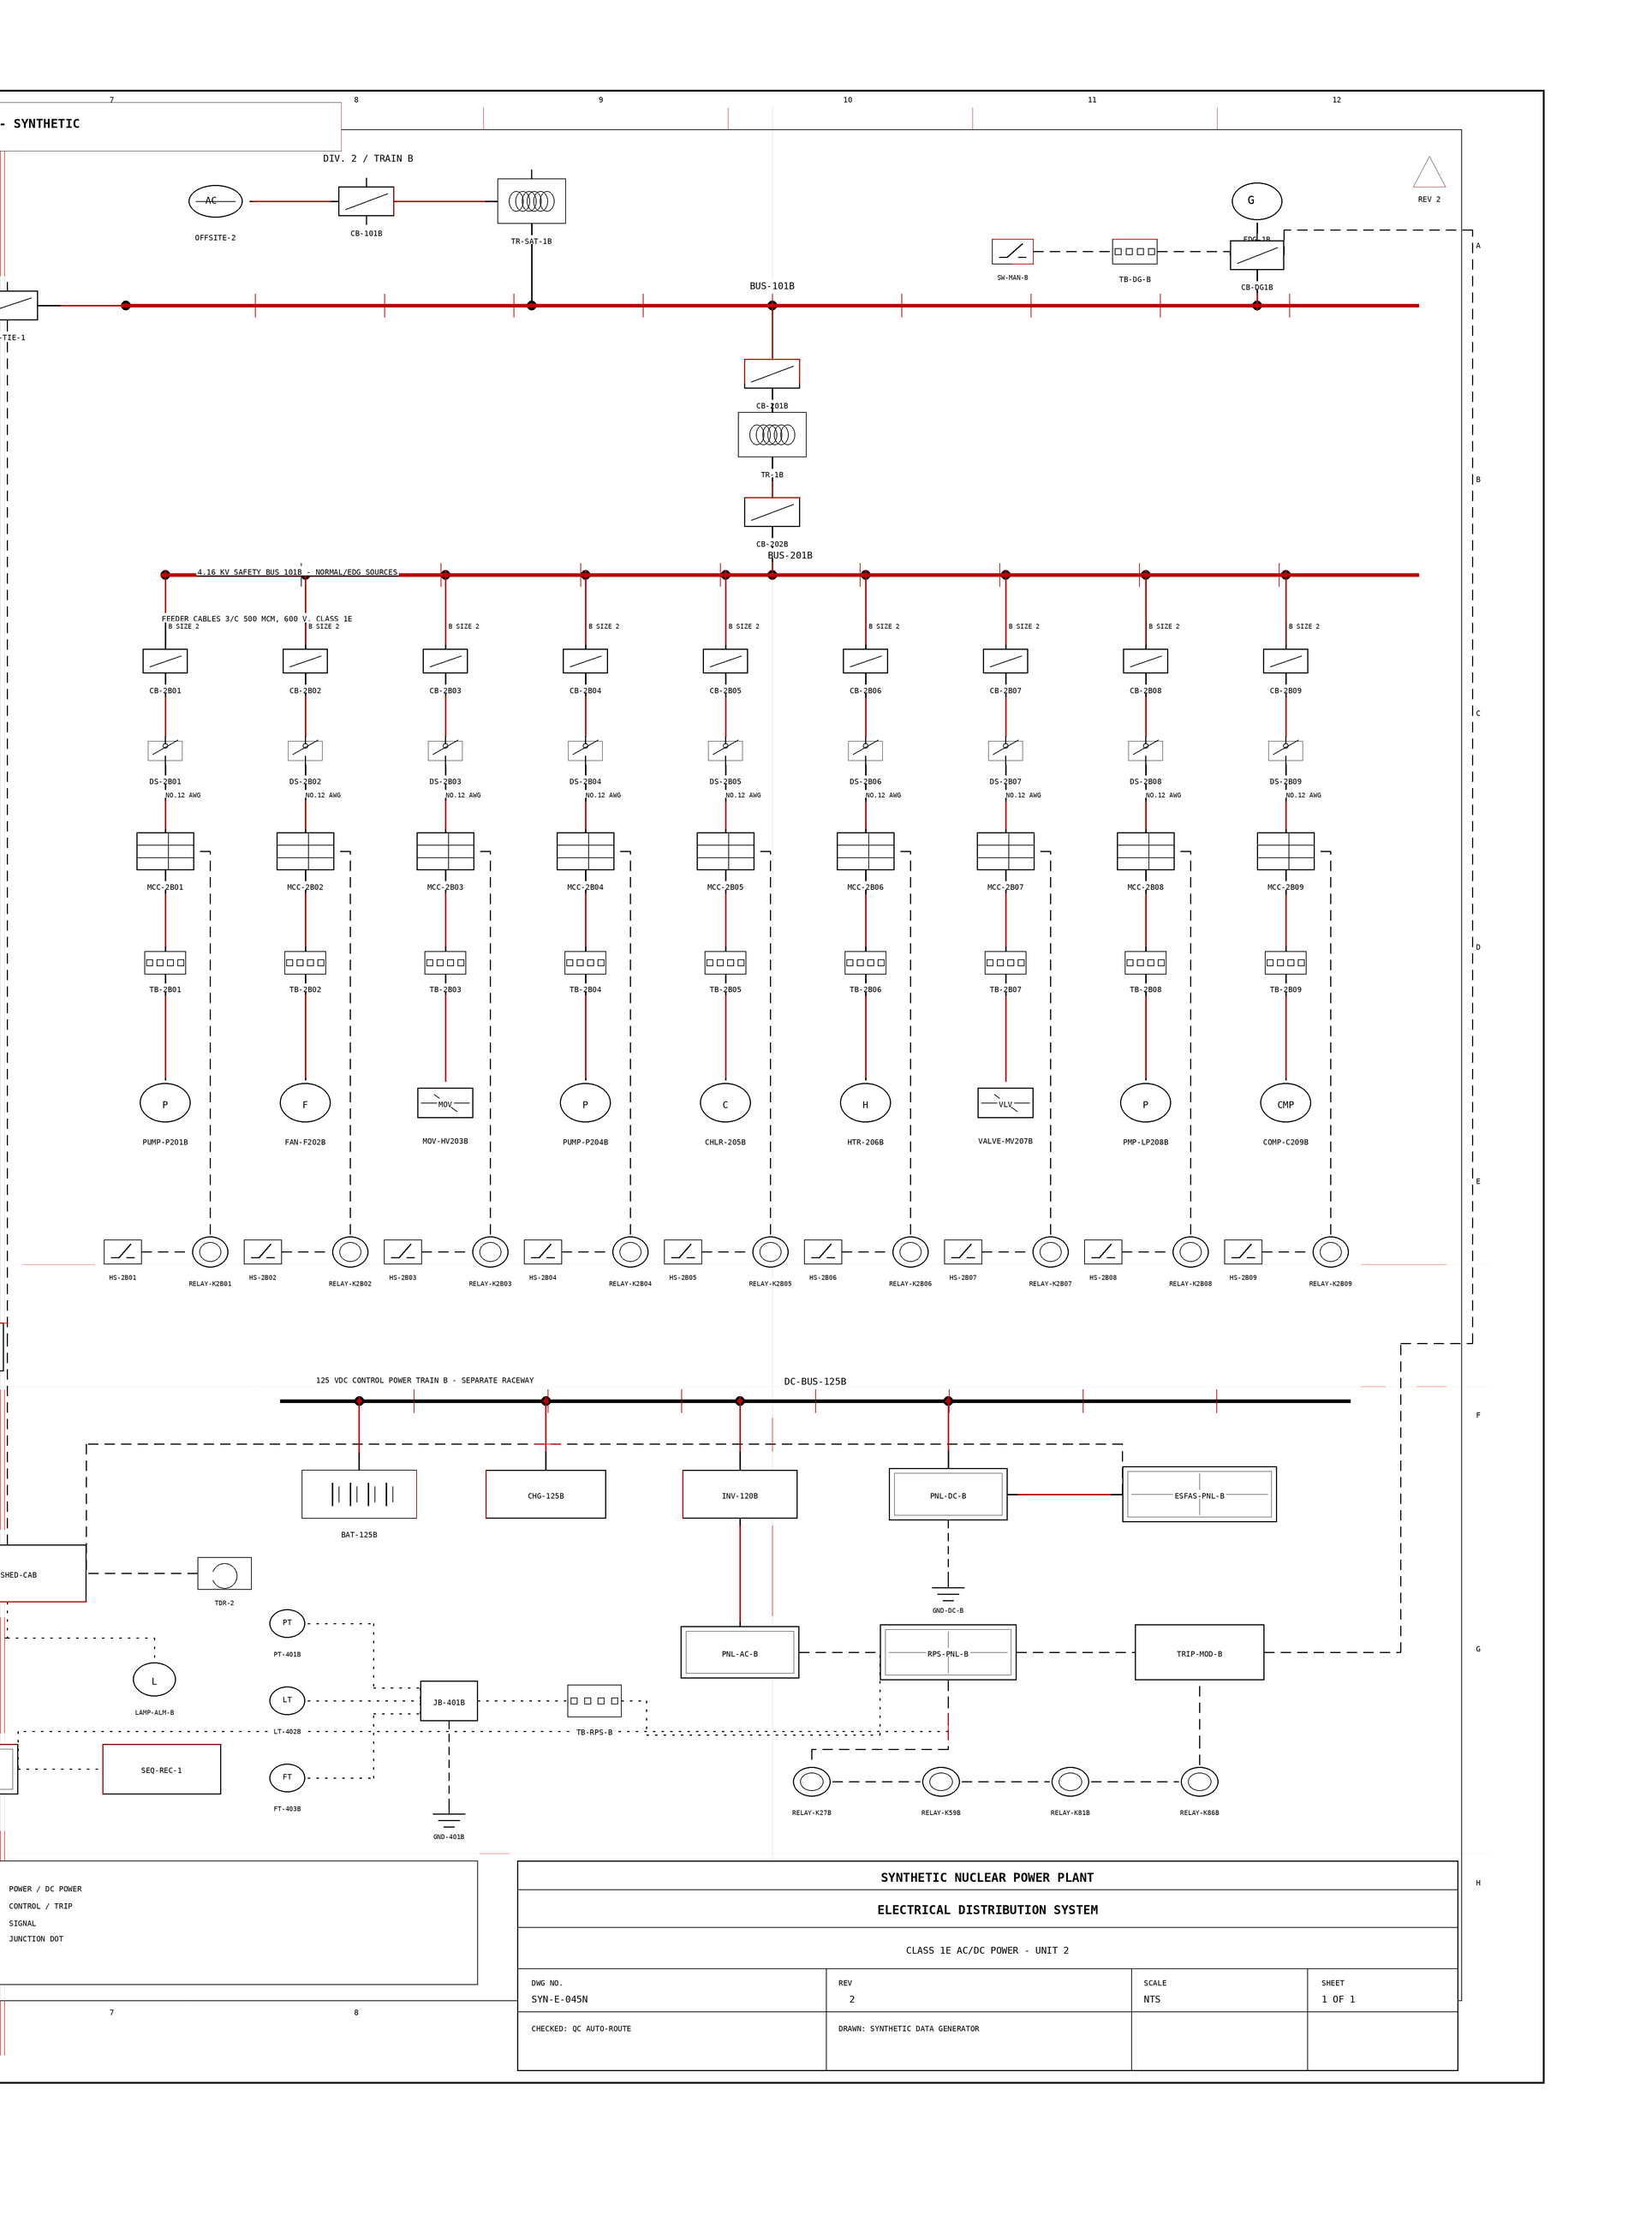 7 8 9 10 11 12
- SYNTHETIC
DIV. 2 / TRAIN B
AC
G
REV 2
OFFSITE-2
CB-101B
TR-SAT-1B
EDG-1B
A
SW-MAN-B
TB-DG-B
CB-DG1B
BUS-101B
-TIE-1
CB-201B
TR-1B
B
CB-202B
BUS-201B
4.16 KV SAFETY BUS 101B - NORMAL/EDG SOURCES
FEEDER CABLES 3/C 500 MCM, 600 V. CLASS 1E
B SIZE 2 B SIZE 2 B SIZE 2 B SIZE 2 B SIZE 2 B SIZE 2 B SIZE 2 B SIZE 2 B SIZE 2
CB-2B01 CB-2B02 CB-2B03 CB-2B04 CB-2B05 CB-2B06 CB-2B07 CB-2B08 CB-2B09
C
DS-2B01 DS-2B02 DS-2B03 DS-2B04 DS-2B05 DS-2B06 DS-2B07 DS-2B08 DS-2B09
NO.12 AWG NO.12 AWG NO.12 AWG NO.12 AWG NO.12 AWG NO.12 AWG NO.12 AWG NO.12 AWG NO.12 AWG
MCC-2B01 MCC-2B02 MCC-2B03 MCC-2B04 MCC-2B05 MCC-2B06 MCC-2B07 MCC-2B08 MCC-2B09
D
TB-2B01 TB-2B02 TB-2B03 TB-2B04 TB-2B05 TB-2B06 TB-2B07 TB-2B08 TB-2B09
P F MOV P C H VLV P CMP
PUMP-P201B FAN-F202B MOV-HV203B PUMP-P204B CHLR-205B HTR-206B VALVE-MV207B PMP-LP208B COMP-C209B
E
HS-2B01 RELAY-K2B01 HS-2B02 RELAY-K2B02 HS-2B03 RELAY-K2B03 HS-2B04 RELAY-K2B04 HS-2B05 RELAY-K2B05 HS-2B06 RELAY-K2B06 HS-2B07 RELAY-K2B07 HS-2B08 RELAY-K2B08 HS-2B09 RELAY-K2B09
125 VDC CONTROL POWER TRAIN B - SEPARATE RACEWAY
DC-BUS-125B
F
CHG-125B INV-120B PNL-DC-B ESFAS-PNL-B
BAT-125B
SHED-CAB
TDR-2
GND-DC-B
PT
PT-401B
PNL-AC-B RPS-PNL-B TRIP-MOD-B
G
L
LAMP-ALM-B
LT
LT-402B
JB-401B
TB-RPS-B
SEQ-REC-1
FT
FT-403B
GND-401B
RELAY-K27B RELAY-K59B RELAY-K81B RELAY-K86B
H
POWER / DC POWER
CONTROL / TRIP
SIGNAL
JUNCTION DOT
SYNTHETIC NUCLEAR POWER PLANT
ELECTRICAL DISTRIBUTION SYSTEM
CLASS 1E AC/DC POWER - UNIT 2
DWG NO. REV SCALE SHEET
SYN-E-045N 2 NTS 1 OF 1
CHECKED: QC AUTO-ROUTE DRAWN: SYNTHETIC DATA GENERATOR
7 8